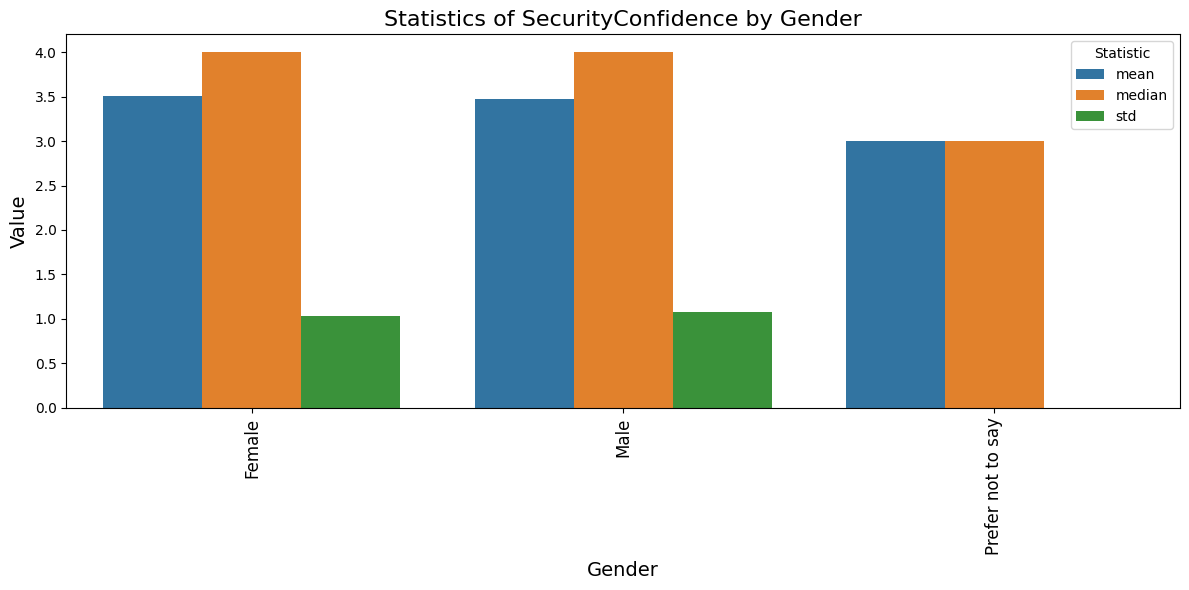 Statistics of SecurityConfidence by Gender
Statistic
mean
median
std
Value
4.0
3.5
3.0
2.5
2.0
1.5
1.0
0.5
0.0
Female
Male
Prefer not to say
Gender